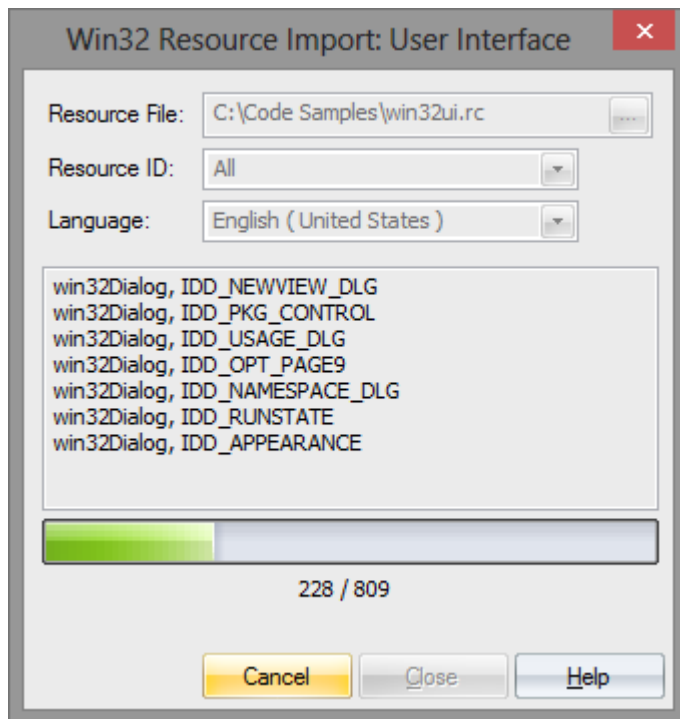 Win32 Resource Import: User Interface
Resource File: C:\Code Samples\win32ui.rc ...
Resource ID: All
Language: English ( United States )
win32Dialog, IDD_NEWVIEW_DLG
win32Dialog, IDD_PKG_CONTROL
win32Dialog, IDD_USAGE_DLG
win32Dialog, IDD_OPT_PAGE9
win32Dialog, IDD_NAMESPACE_DLG
win32Dialog, IDD_RUNSTATE
win32Dialog, IDD_APPEARANCE
228 / 809
Cancel Close Help